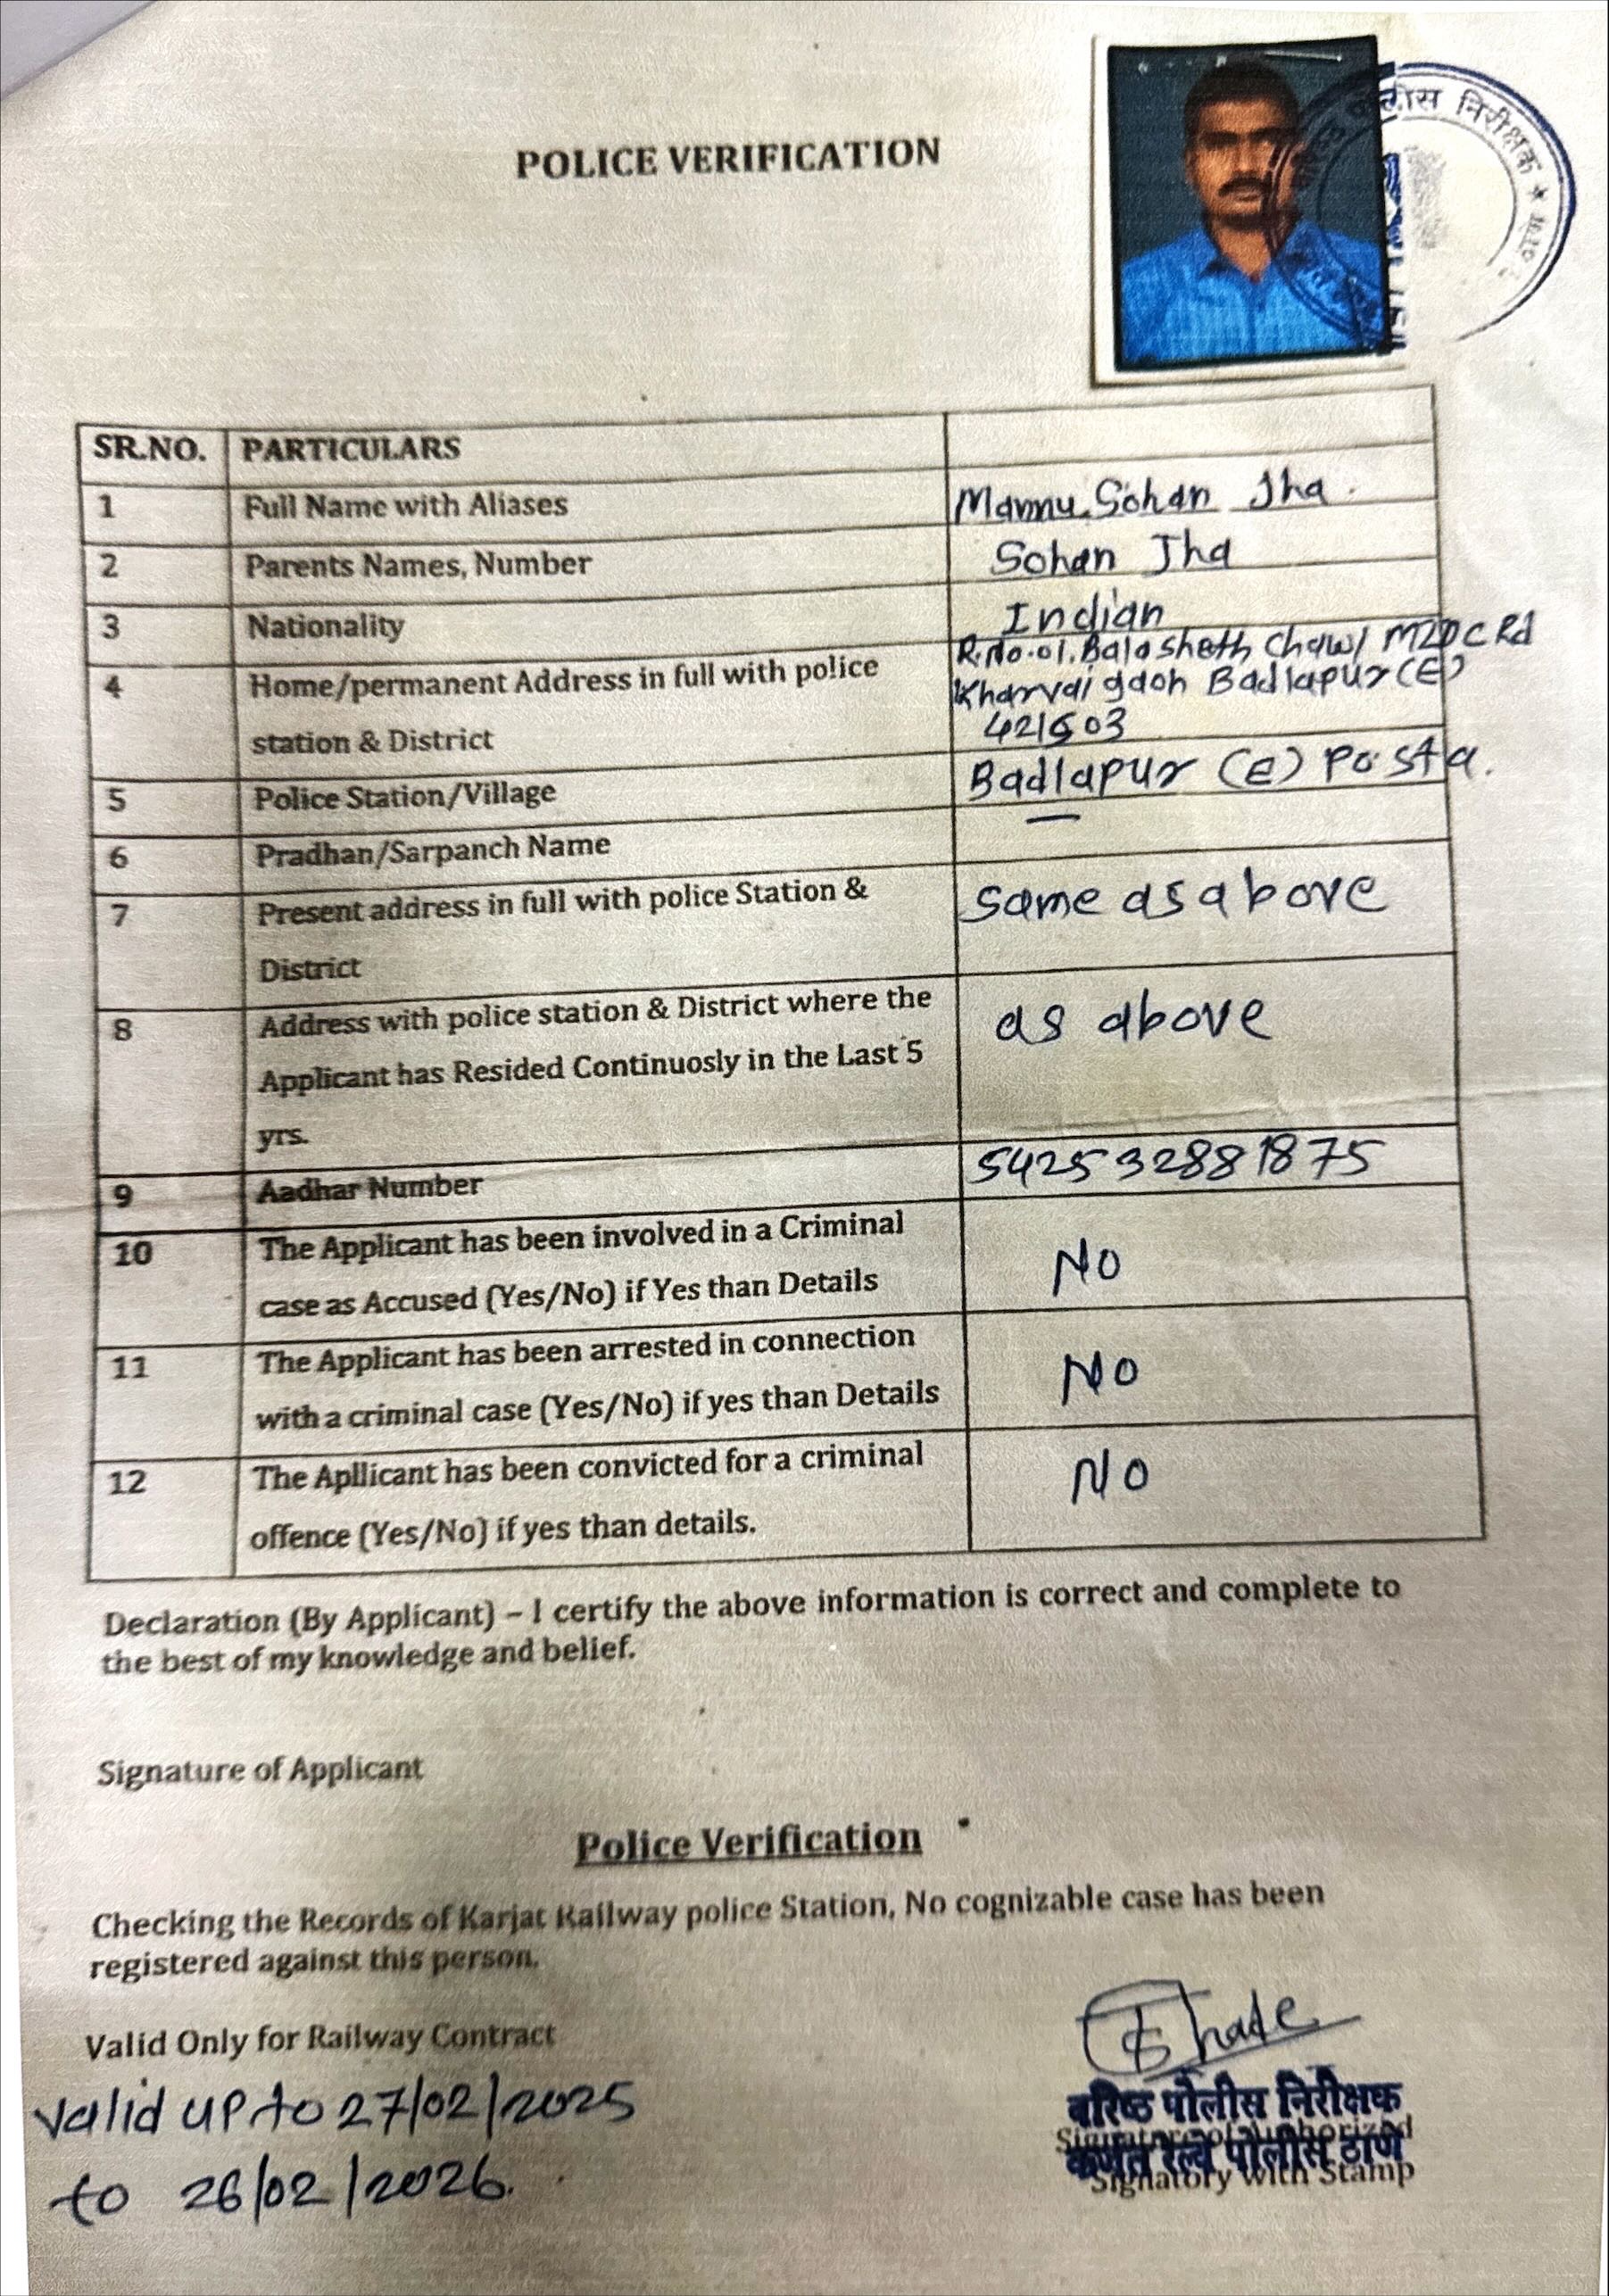 पोलीस निरीक्षक *
POLICE VERIFICATION
SR.NO. PARTICULARS
1 Full Name with Aliases Mannu. Sohan Jha.
2 Parents Names, Number Sohan Jha
3 Nationality Indian
4 Home/permanent Address in full with police station & District
R.No.01. Balasheth Chawl MIDC Rd
Kharvai gaon Badlapur (E)
421503
5 Police Station/Village Badlapur (E) Po. Sta.
6 Pradhan/Sarpanch Name —
7 Present address in full with police Station & same as above
District
8 Address with police station & District where the as above
Applicant has Resided Continuosly in the Last 5
yrs.
9 Aadhar Number 542532881875
10 The Applicant has been involved in a Criminal No
case as Accused (Yes/No) if Yes than Details
11 The Applicant has been arrested in connection No
with a criminal case (Yes/No) if yes than Details
12 The Apllicant has been convicted for a criminal No
offence (Yes/No) if yes than details.
Declaration (By Applicant) – I certify the above information is correct and complete to
the best of my knowledge and belief.
Signature of Applicant
Police Verification
Checking the Records of Karjat Railway police Station, No cognizable case has been
registered against this person.
Valid Only for Railway Contract
valid up to 27/02/2025
to 26/02/2026.
वरिष्ठ पोलीस निरीक्षक
Signature of authorized
कर्जत रेल्वे पोलीस ठाणे
Signatory with Stamp